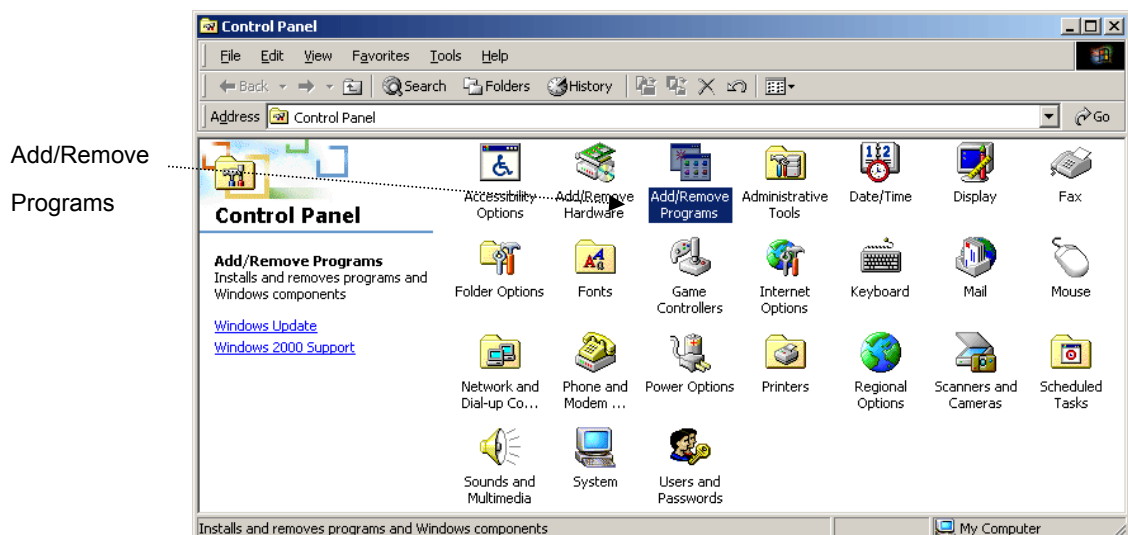 Control Panel
File Edit View Favorites Tools Help
Back Search Folders History
Address Control Panel Go
Add/Remove
Programs
Control Panel
Add/Remove Programs
Installs and removes programs and
Windows components
Windows Update
Windows 2000 Support
Accessibility Options
Add/Remove Hardware
Add/Remove Programs
Administrative Tools
Date/Time
Display
Fax
Folder Options
Fonts
Game Controllers
Internet Options
Keyboard
Mail
Mouse
Network and Dial-up Co...
Phone and Modem ...
Power Options
Printers
Regional Options
Scanners and Cameras
Scheduled Tasks
Sounds and Multimedia
System
Users and Passwords
Installs and removes programs and Windows components My Computer